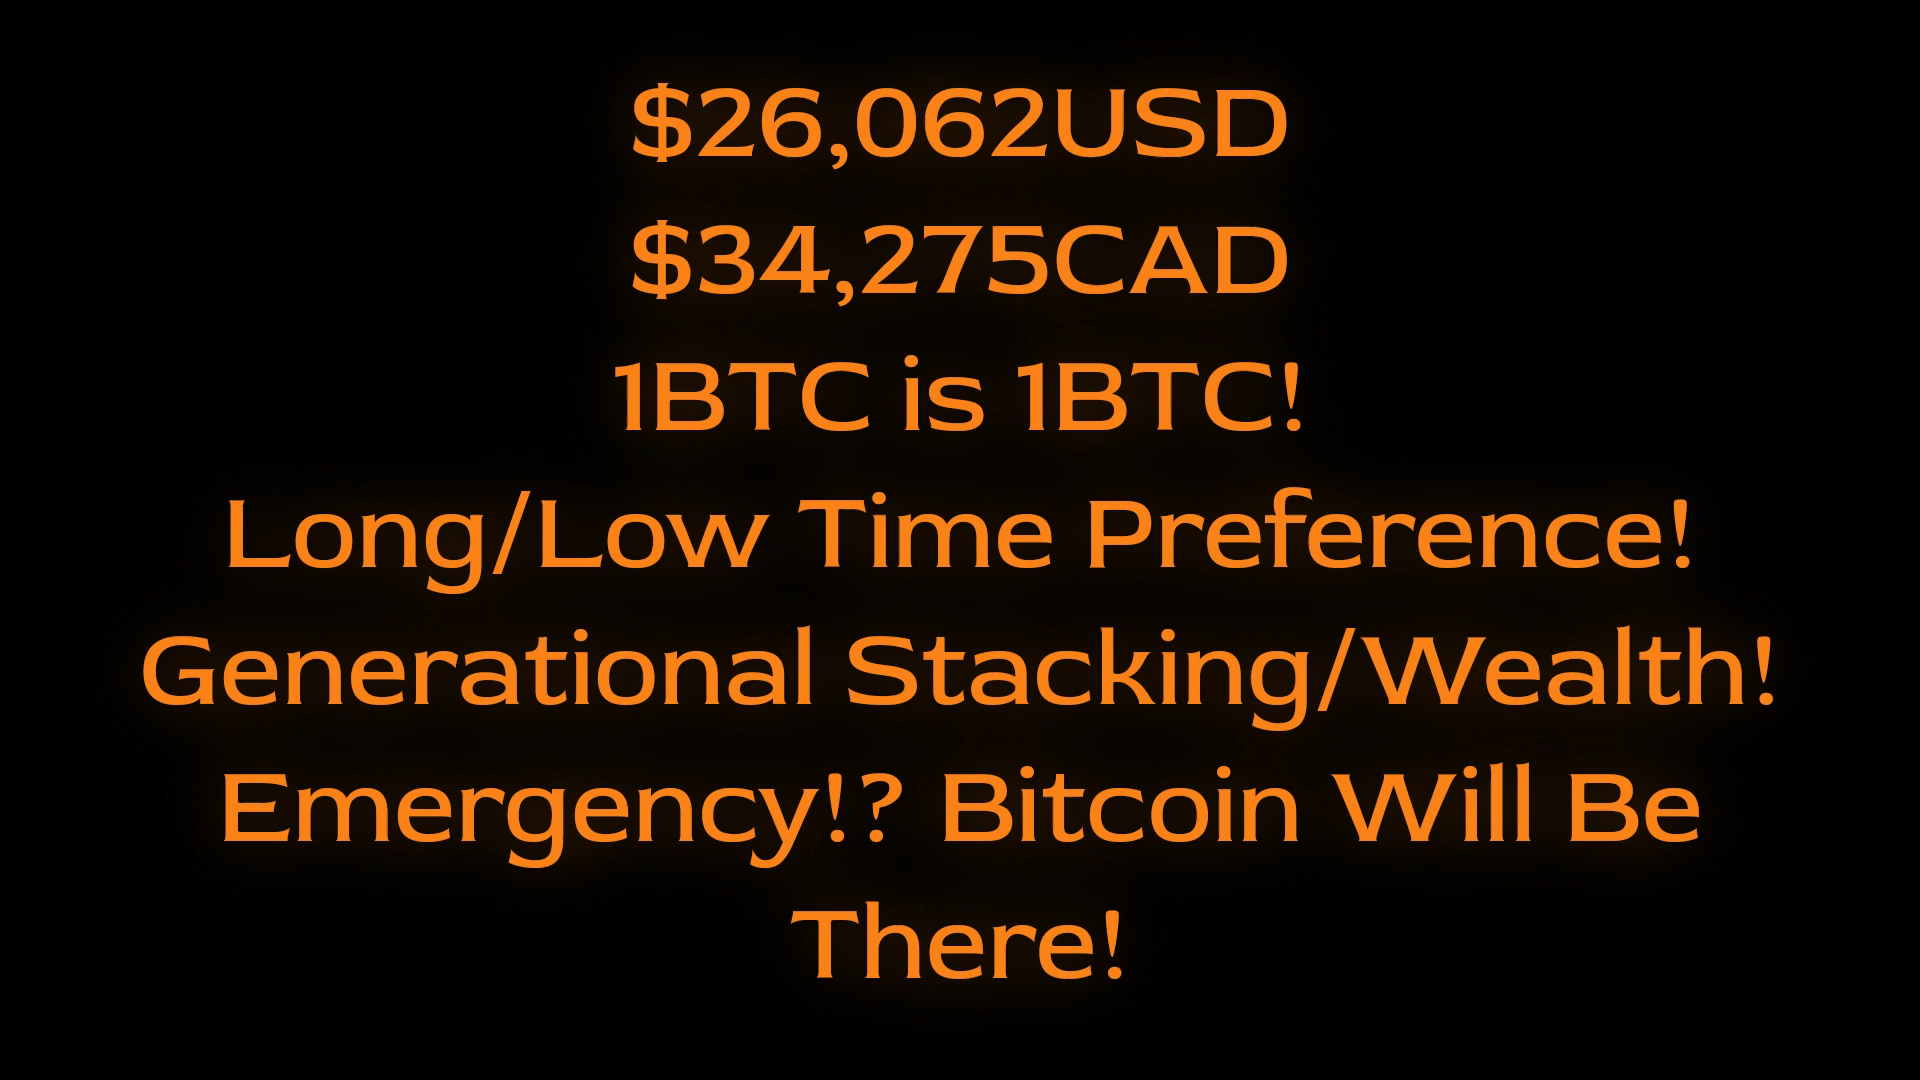 $26,062USD
$34,275CAD
1BTC is 1BTC!
Long/Low Time Preference!
Generational Stacking/Wealth!
Emergency!? Bitcoin Will Be
There!